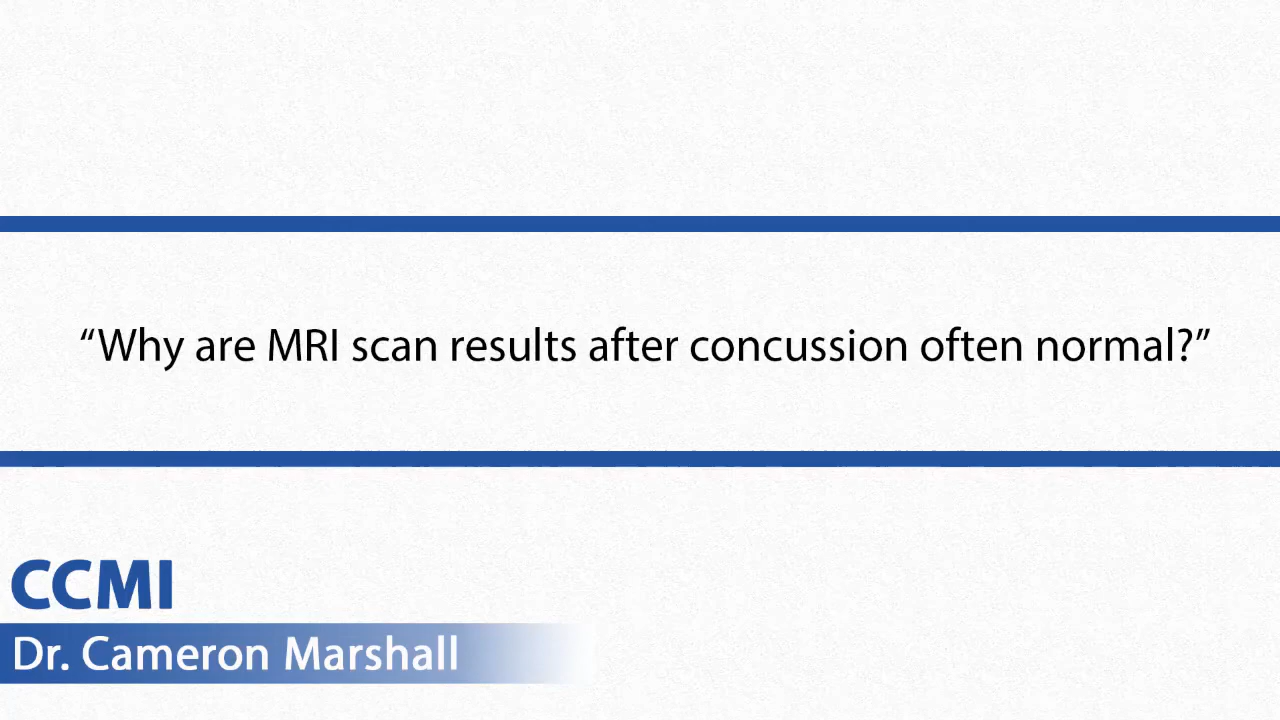 “Why are MRI scan results after concussion often normal?”
CCMI
Dr. Cameron Marshall